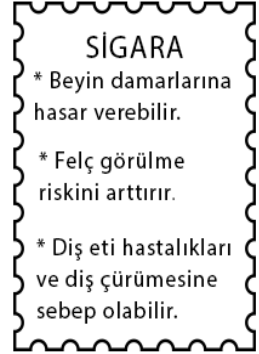 SİGARA
* Beyin damarlarına
hasar verebilir.
* Felç görülme
riskini arttırır.
* Diş eti hastalıkları
ve diş çürümesine
sebep olabilir.